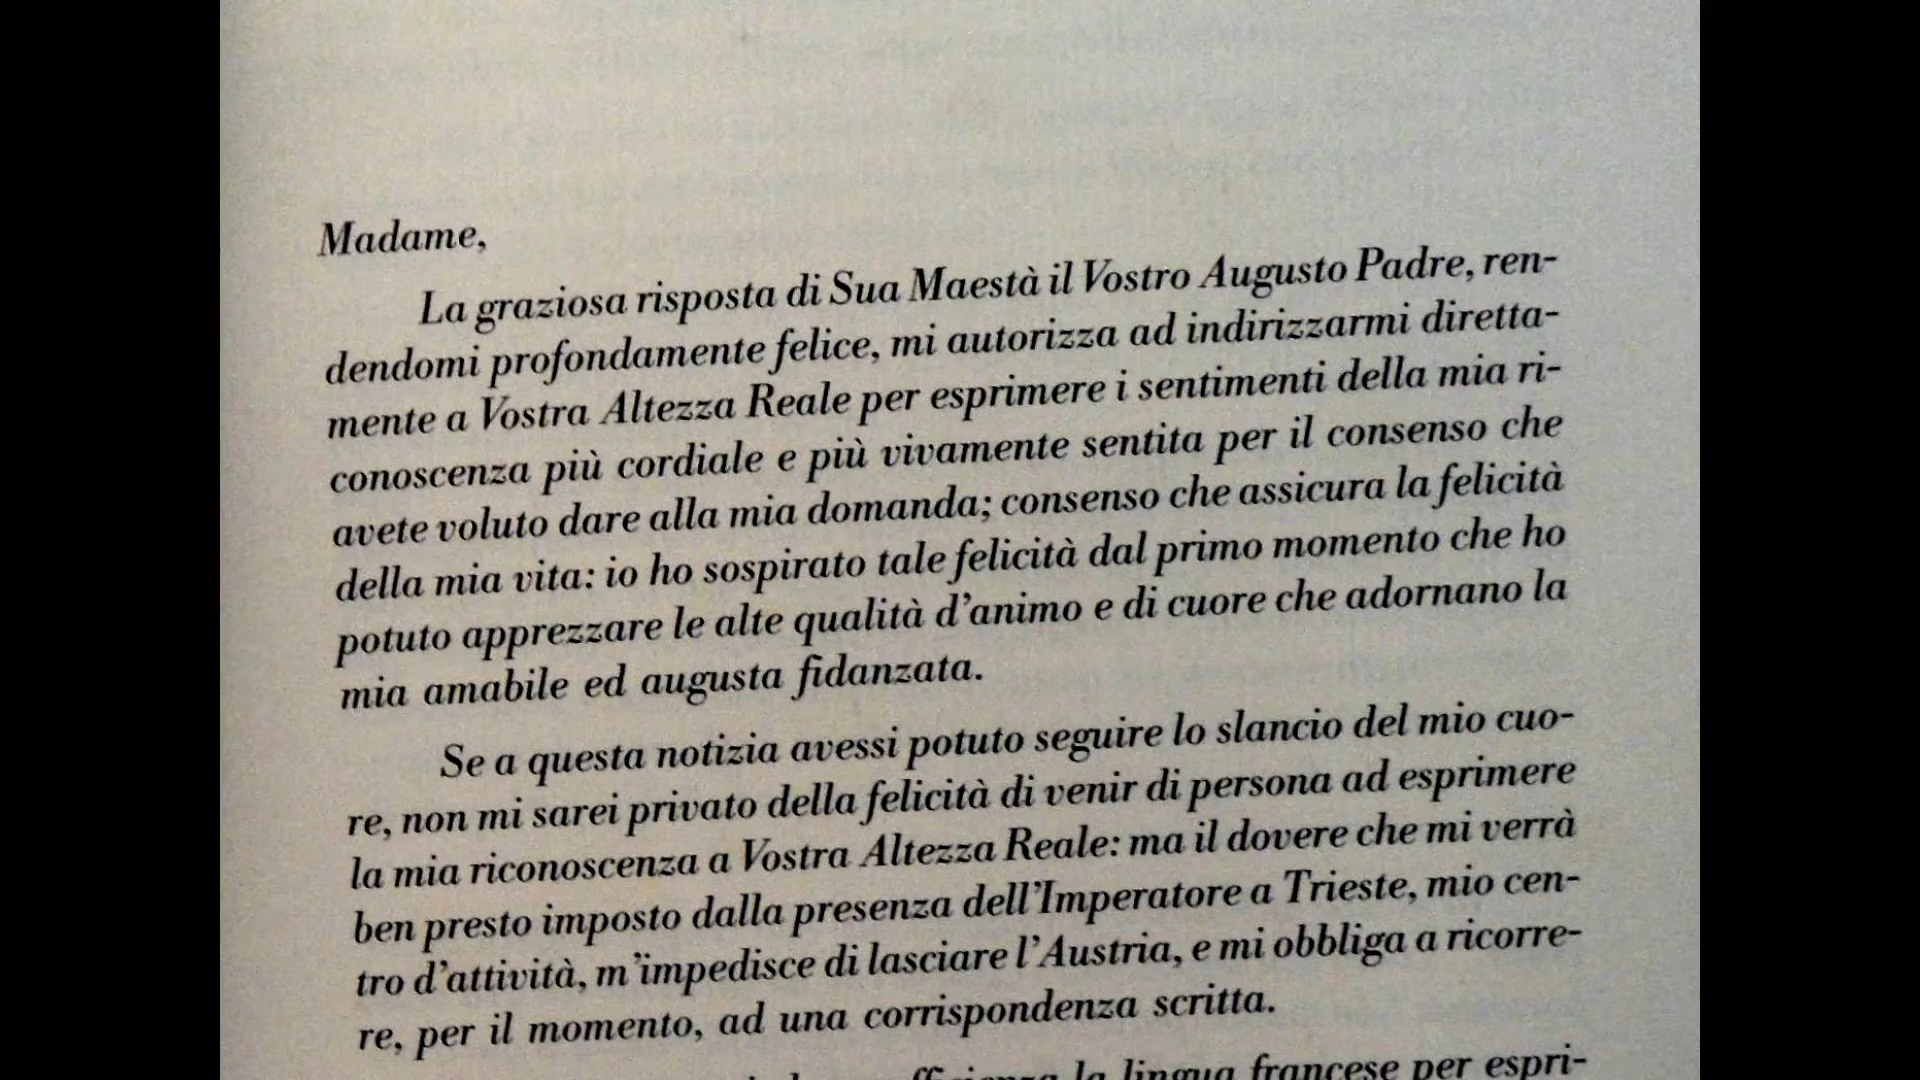 Madame,
La graziosa risposta di Sua Maestà il Vostro Augusto Padre, ren-
dendomi profondamente felice, mi autorizza ad indirizzarmi diretta-
mente a Vostra Altezza Reale per esprimere i sentimenti della mia ri-
conoscenza più cordiale e più vivamente sentita per il consenso che
avete voluto dare alla mia domanda; consenso che assicura la felicità
della mia vita: io ho sospirato tale felicità dal primo momento che ho
potuto apprezzare le alte qualità d'animo e di cuore che adornano la
mia amabile ed augusta fidanzata.
Se a questa notizia avessi potuto seguire lo slancio del mio cuo-
re, non mi sarei privato della felicità di venir di persona ad esprimere
la mia riconoscenza a Vostra Altezza Reale: ma il dovere che mi verrà
ben presto imposto dalla presenza dell'Imperatore a Trieste, mio cen-
tro d'attività, m'impedisce di lasciare l'Austria, e mi obbliga a ricorre-
re, per il momento, ad una corrispondenza scritta.
la lingua francese per espri-